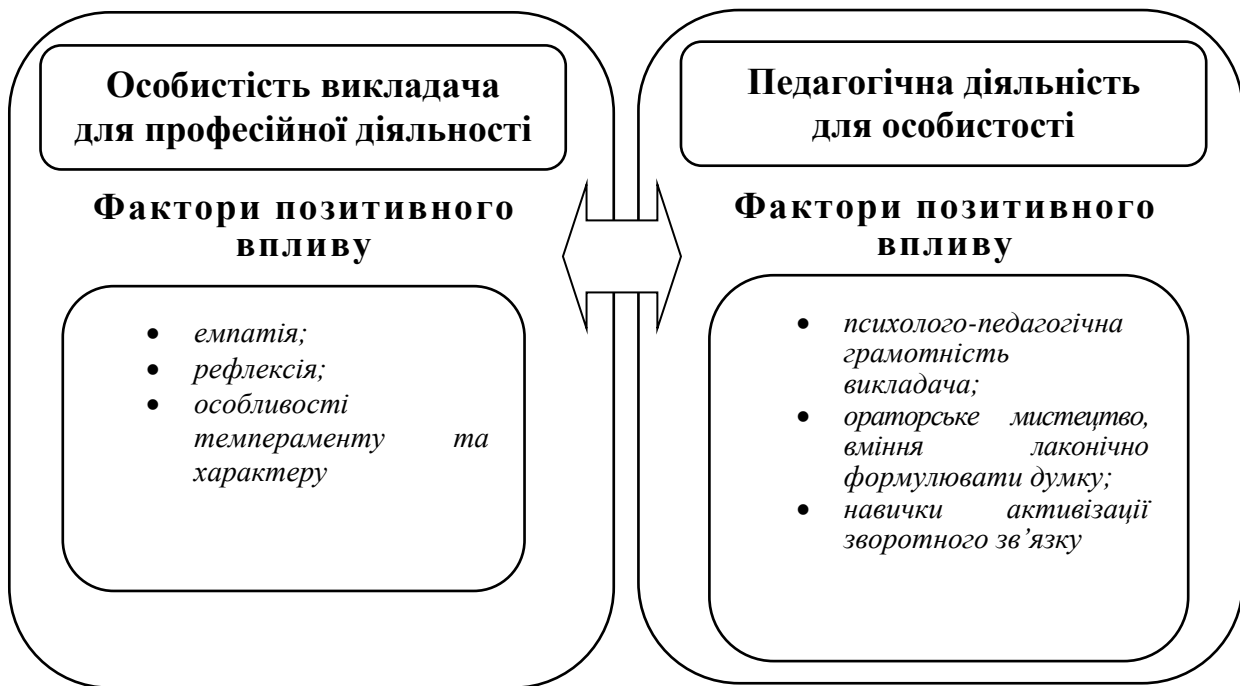 Особистість викладача
для професійної діяльності
Фактори позитивного
впливу
• емпатія;
• рефлексія;
• особливості
темпераменту та
характеру
Педагогічна діяльність
для особистості
Фактори позитивного
впливу
• психолого-педагогічна
грамотність
викладача;
• ораторське мистецтво,
вміння лаконічно
формулювати думку;
• навички активізації
зворотного зв’язку